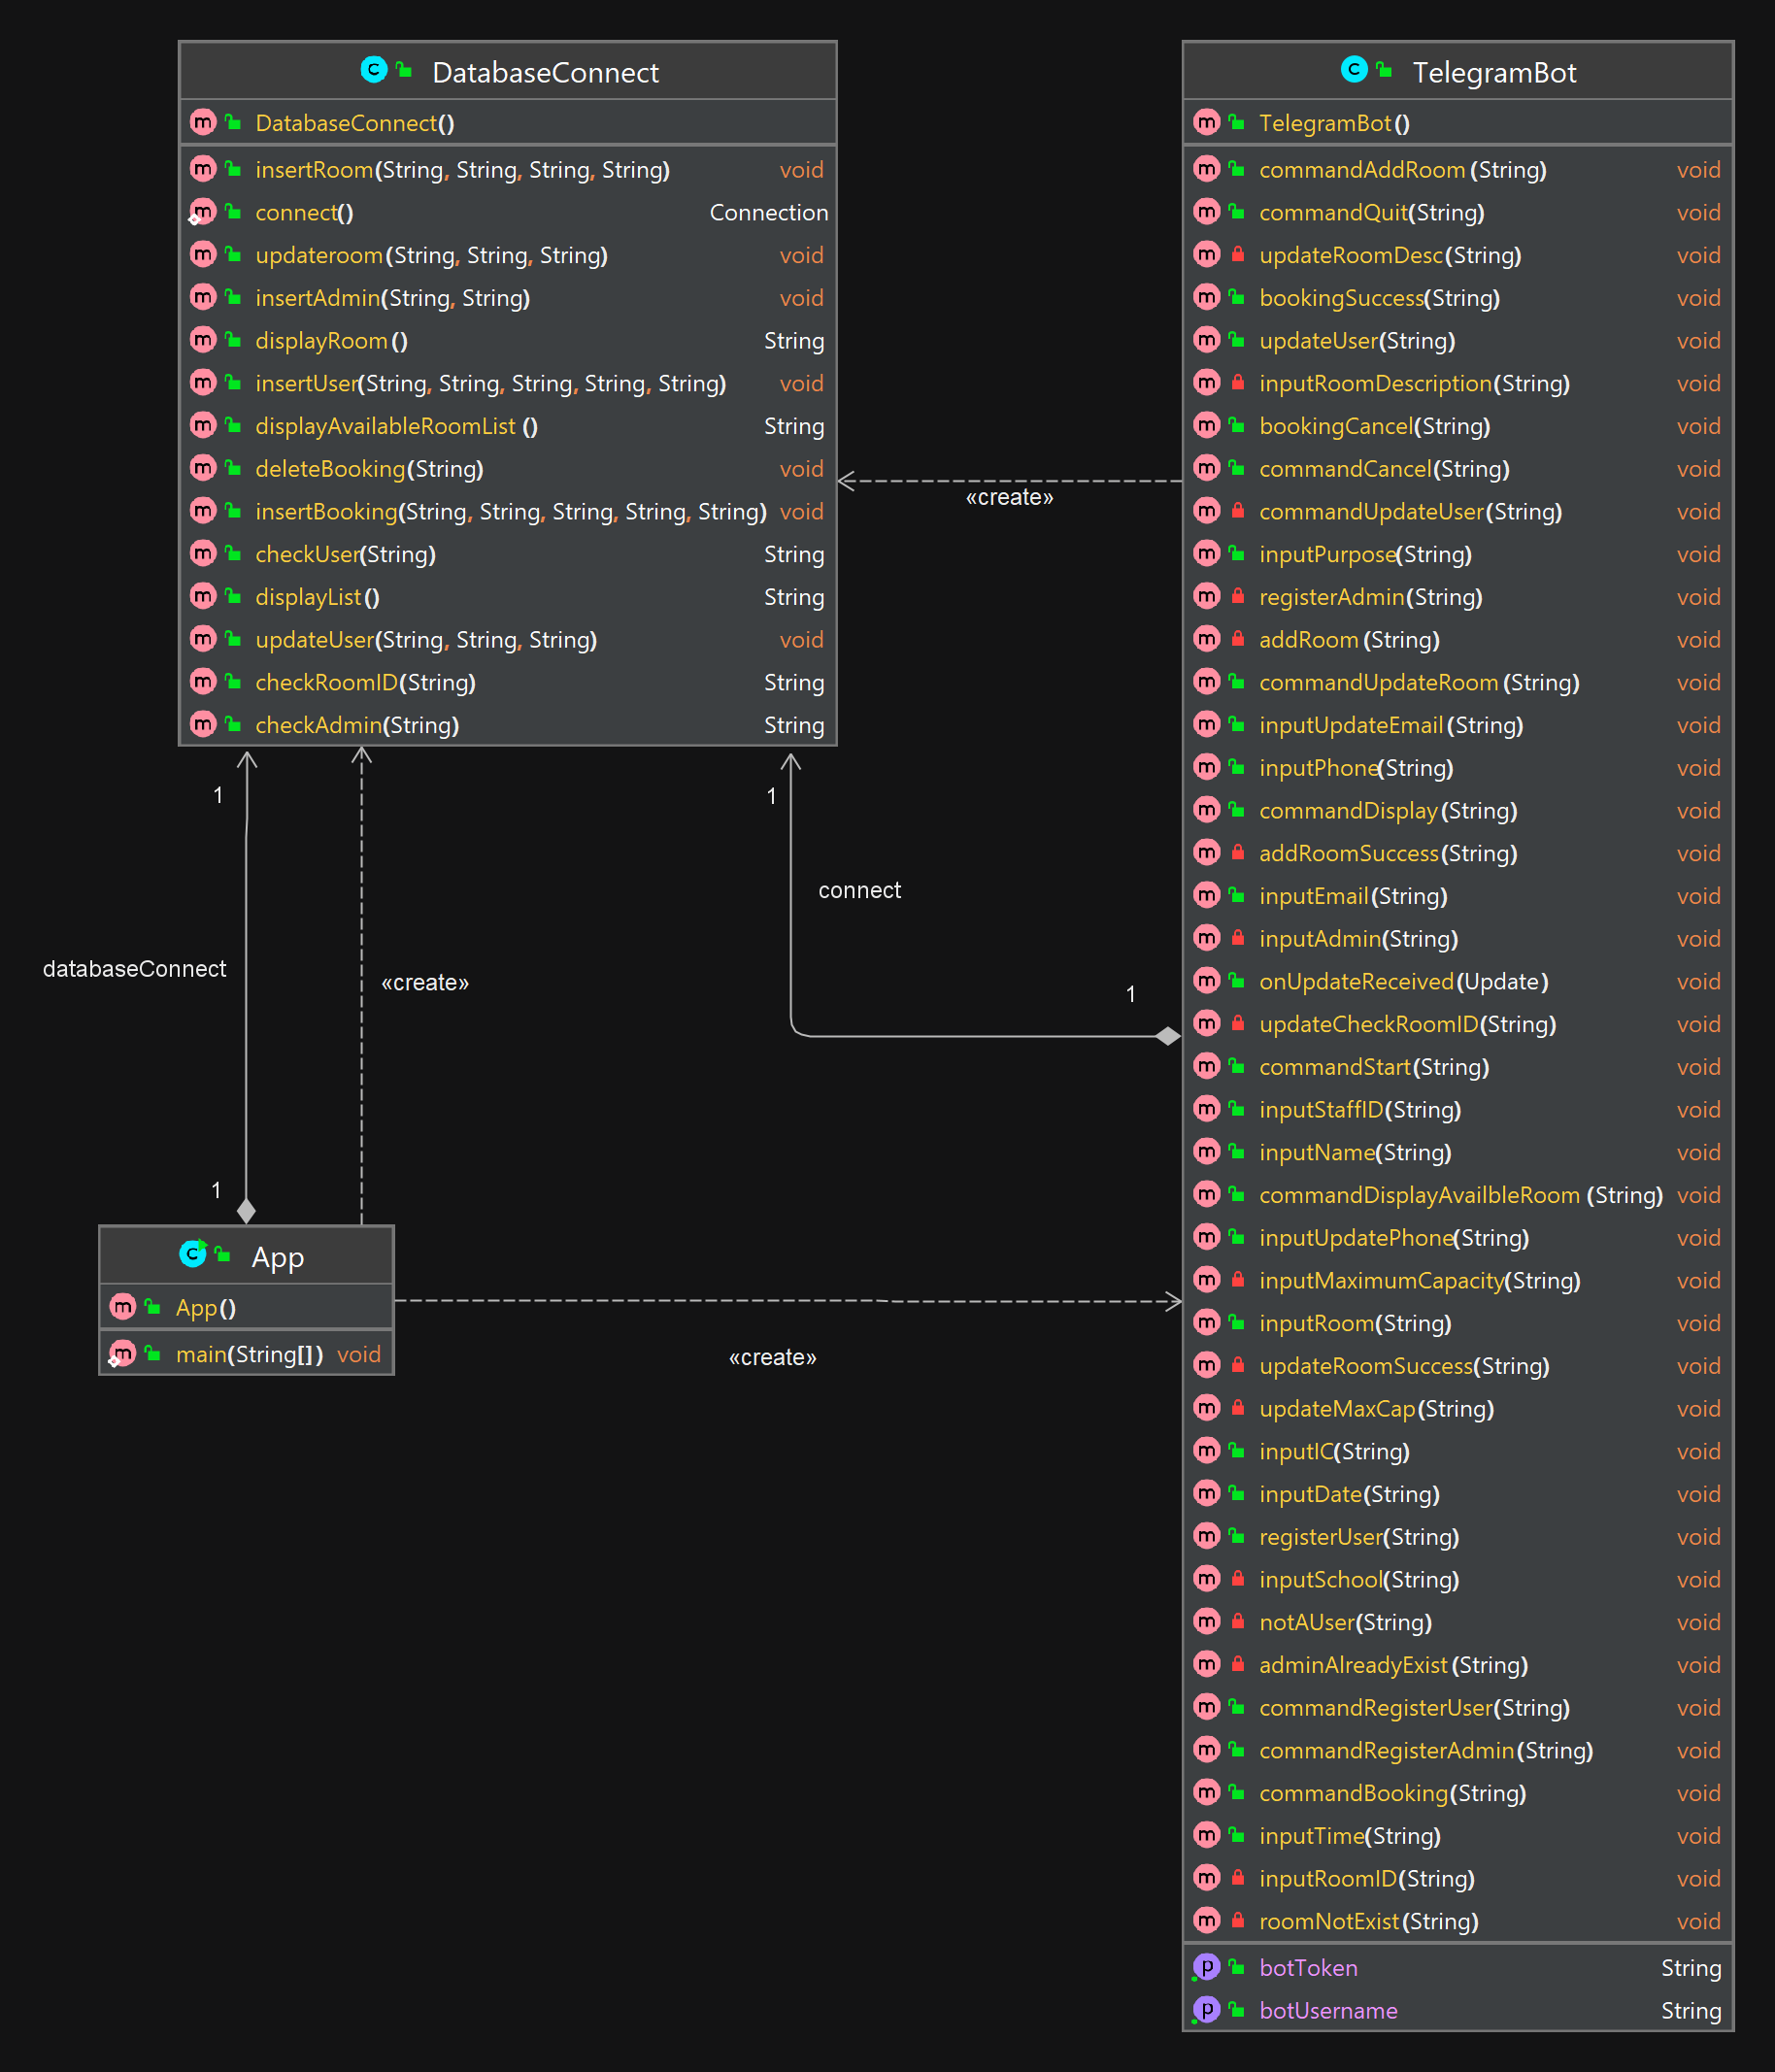 DatabaseConnect
DatabaseConnect()
insertRoom(String, String, String, String) void
connect() Connection
updateroom(String, String, String) void
insertAdmin(String, String) void
displayRoom() String
insertUser(String, String, String, String, String) void
displayAvailableRoomList () String
deleteBooking(String) void
insertBooking(String, String, String, String, String) void
checkUser(String) String
displayList() String
updateUser(String, String, String) void
checkRoomID(String) String
checkAdmin(String) String
TelegramBot
TelegramBot()
commandAddRoom(String) void
commandQuit(String) void
updateRoomDesc(String) void
bookingSuccess(String) void
updateUser(String) void
inputRoomDescription(String) void
bookingCancel(String) void
commandCancel(String) void
commandUpdateUser(String) void
inputPurpose(String) void
registerAdmin(String) void
addRoom(String) void
commandUpdateRoom(String) void
inputUpdateEmail(String) void
inputPhone(String) void
commandDisplay(String) void
addRoomSuccess(String) void
inputEmail(String) void
inputAdmin(String) void
onUpdateReceived(Update) void
updateCheckRoomID(String) void
commandStart(String) void
inputStaffID(String) void
inputName(String) void
commandDisplayAvailbleRoom (String) void
inputUpdatePhone(String) void
inputMaximumCapacity(String) void
inputRoom(String) void
updateRoomSuccess(String) void
updateMaxCap(String) void
inputIC(String) void
inputDate(String) void
registerUser(String) void
inputSchool(String) void
notAUser(String) void
adminAlreadyExist(String) void
commandRegisterUser(String) void
commandRegisterAdmin(String) void
commandBooking(String) void
inputTime(String) void
inputRoomID(String) void
roomNotExist(String) void
botToken String
botUsername String
«create»
1
1
connect
databaseConnect
«create»
1
1
App
App()
main(String[]) void
«create»